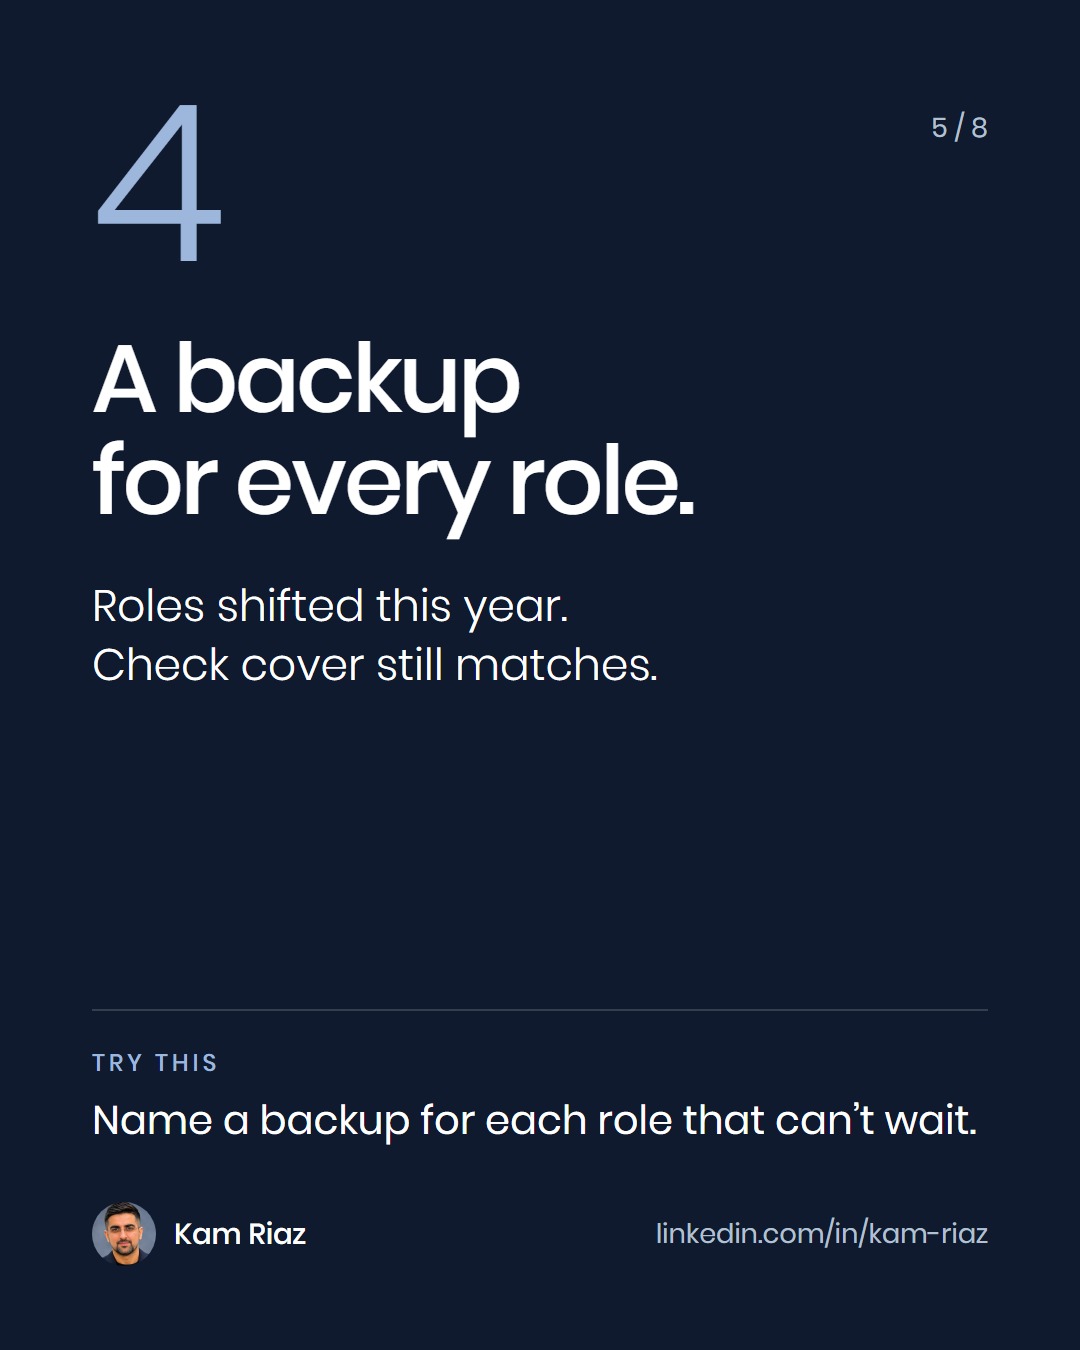 4
5 / 8
A backup
for every role.
Roles shifted this year.
Check cover still matches.
TRY THIS
Name a backup for each role that can’t wait.
Kam Riaz
linkedin.com/in/kam-riaz